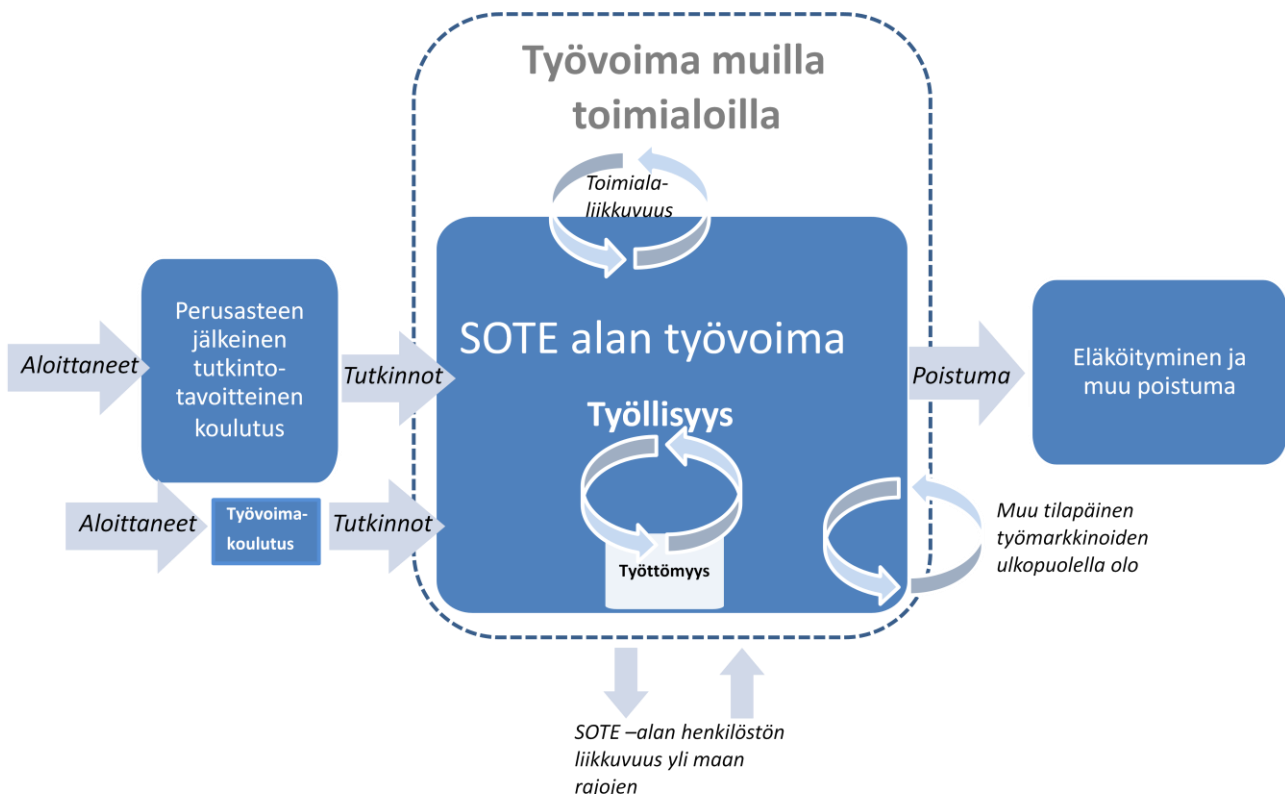 Työvoima muilla
toimialoilla
Toimiala-
liikkuvuus
Aloittaneet
Perusasteen
jälkeinen
tutkinto-
tavoitteinen
koulutus
Tutkinnot
SOTE alan työvoima
Työllisyys
Työttömyys
Poistuma
Eläköityminen ja
muu poistuma
Aloittaneet
Työvoima-
koulutus
Tutkinnot
Muu tilapäinen
työmarkkinoiden
ulkopuolella olo
SOTE –alan henkilöstön
liikkuvuus yli maan
rajojen